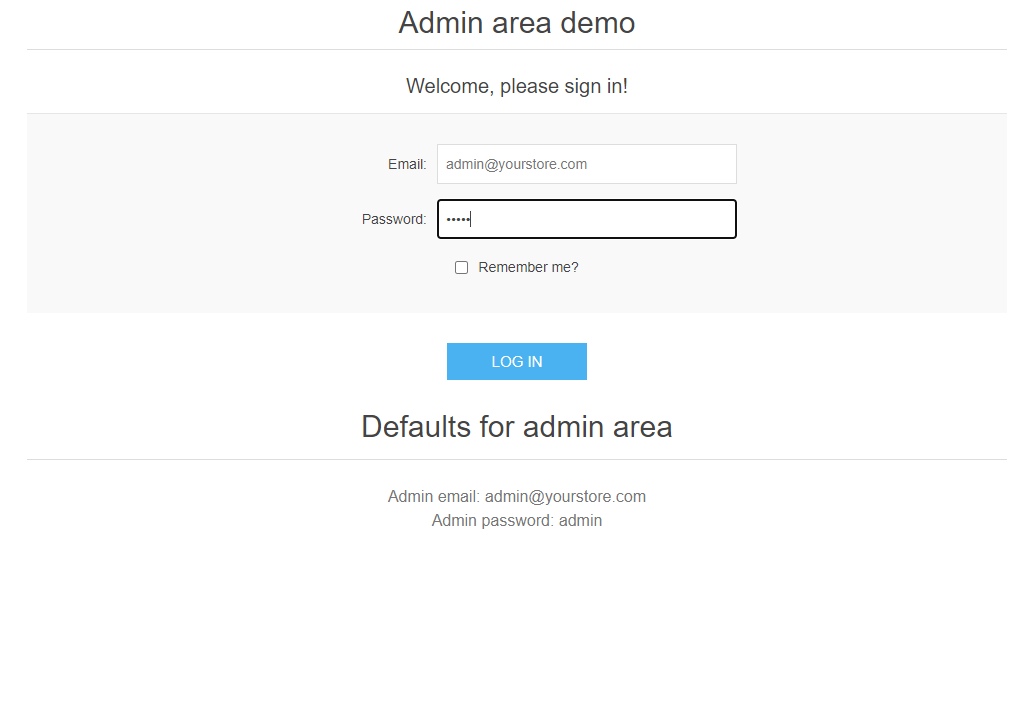 Admin area demo
Welcome, please sign in!
Email: admin@yourstore.com
Password: •••••
Remember me?
LOG IN
Defaults for admin area
Admin email: admin@yourstore.com
Admin password: admin